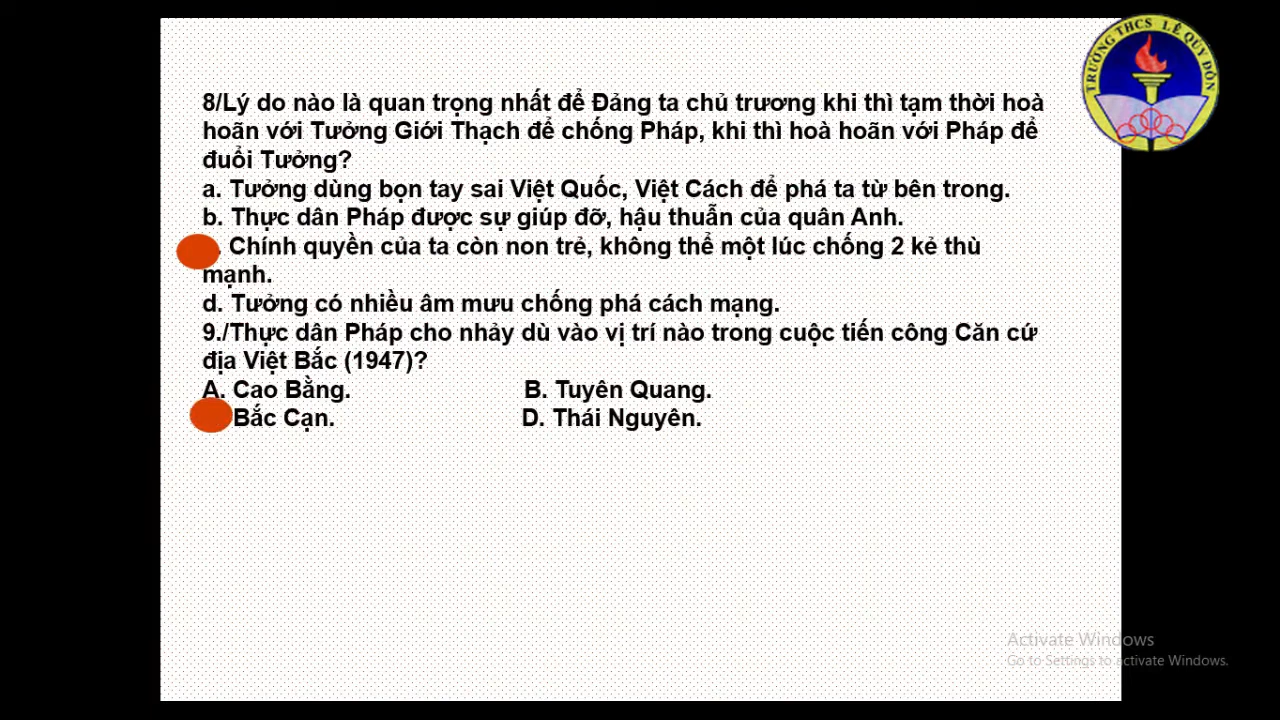 TRƯỜNG THCS LÊ QUÝ ĐÔN
8/Lý do nào là quan trọng nhất để Đảng ta chủ trương khi thì tạm thời hoà
hoãn với Tưởng Giới Thạch để chống Pháp, khi thì hoà hoãn với Pháp để
đuổi Tưởng?
a. Tưởng dùng bọn tay sai Việt Quốc, Việt Cách để phá ta từ bên trong.
b. Thực dân Pháp được sự giúp đỡ, hậu thuẫn của quân Anh.
. Chính quyền của ta còn non trẻ, không thể một lúc chống 2 kẻ thù
mạnh.
d. Tưởng có nhiều âm mưu chống phá cách mạng.
9./Thực dân Pháp cho nhảy dù vào vị trí nào trong cuộc tiến công Căn cứ
địa Việt Bắc (1947)?
A. Cao Bằng. B. Tuyên Quang.
Bắc Cạn. D. Thái Nguyên.
Activate Windows
Go to Settings to activate Windows.